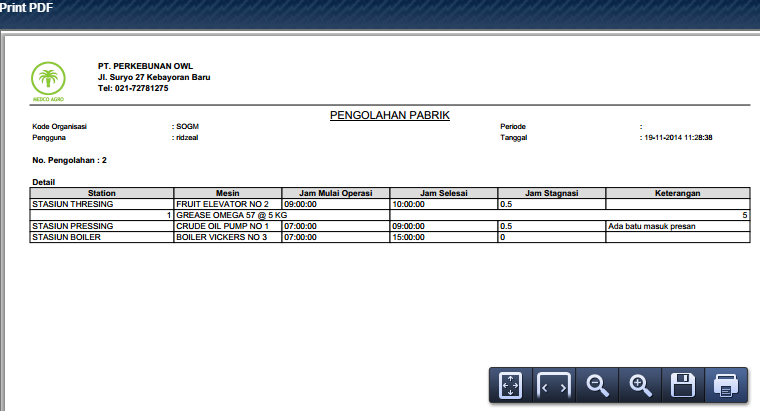 Print PDF
PT. PERKEBUNAN OWL
Jl. Suryo 27 Kebayoran Baru
Tel: 021-72781275
MEDCO AGRO
PENGOLAHAN PABRIK
Kode Organisasi : SOGM Periode :
Pengguna : ridzeal Tanggal : 19-11-2014 11:28:38
No. Pengolahan : 2
Detail
Station Mesin Jam Mulai Operasi Jam Selesai Jam Stagnasi Keterangan
STASIUN THRESING FRUIT ELEVATOR NO 2 09:00:00 10:00:00 0.5
1 GREASE OMEGA 57 @ 5 KG 5
STASIUN PRESSING CRUDE OIL PUMP NO 1 07:00:00 09:00:00 0.5 Ada batu masuk presan
STASIUN BOILER BOILER VICKERS NO 3 07:00:00 15:00:00 0